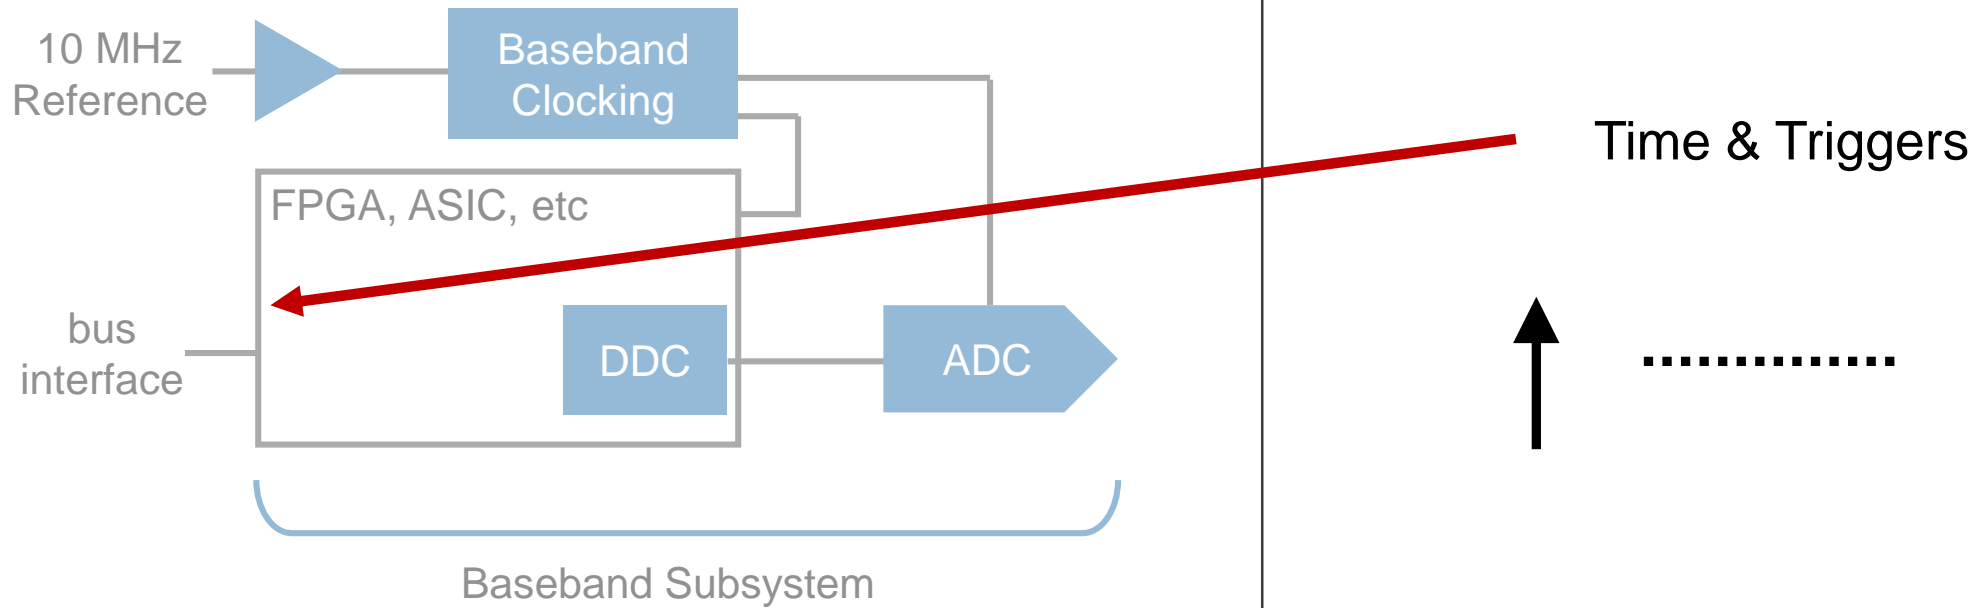 10 MHz
Reference
Baseband
Clocking
Time & Triggers
FPGA, ASIC, etc
bus
interface
DDC
ADC
Baseband Subsystem